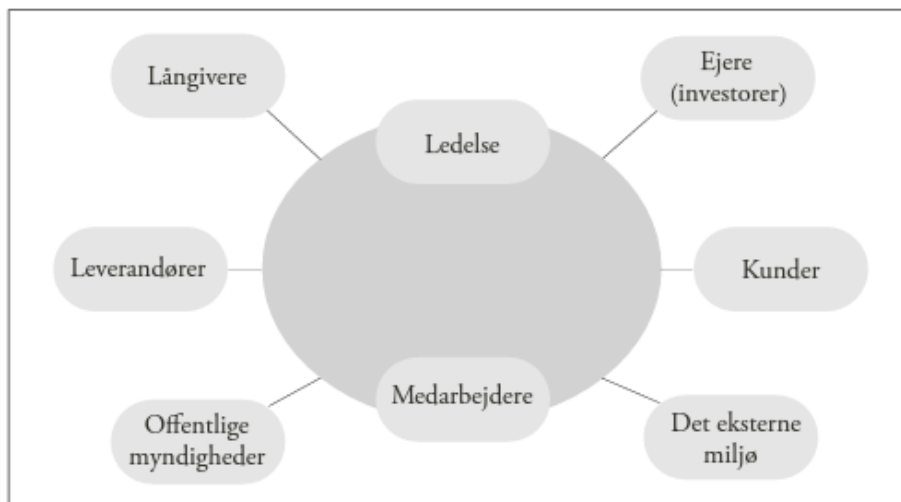 Långivere
Ejere
(investorer)
Ledelse
Leverandører
Kunder
Medarbejdere
Offentlige
myndigheder
Det eksterne
miljø